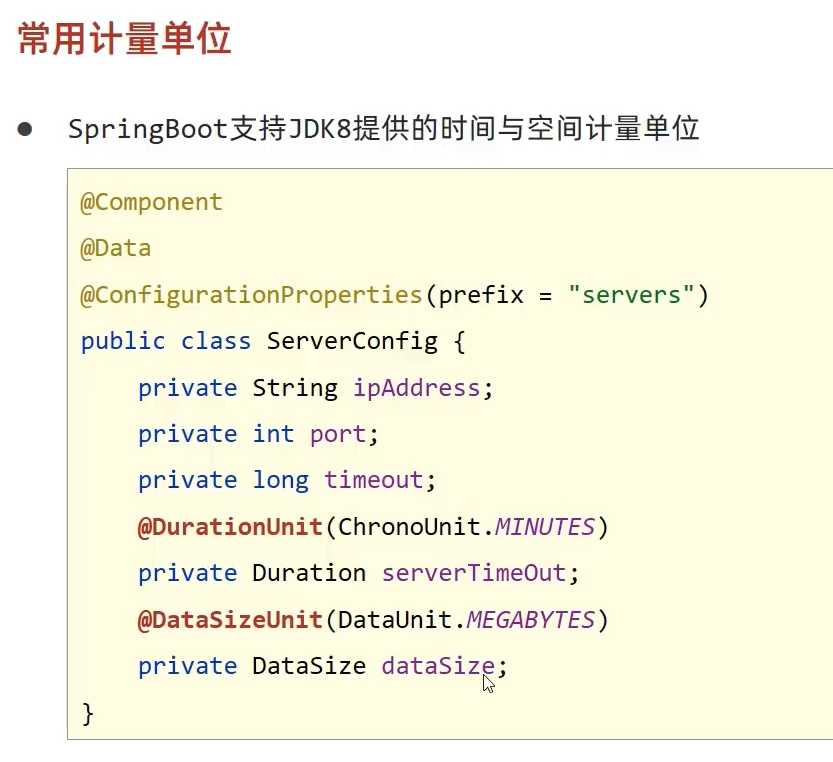 常用计量单位
● SpringBoot支持JDK8提供的时间与空间计量单位
@Component
@Data
@ConfigurationProperties(prefix = "servers")
public class ServerConfig {
    private String ipAddress;
    private int port;
    private long timeout;
    @DurationUnit(ChronoUnit.MINUTES)
    private Duration serverTimeOut;
    @DataSizeUnit(DataUnit.MEGABYTES)
    private DataSize dataSize;
}